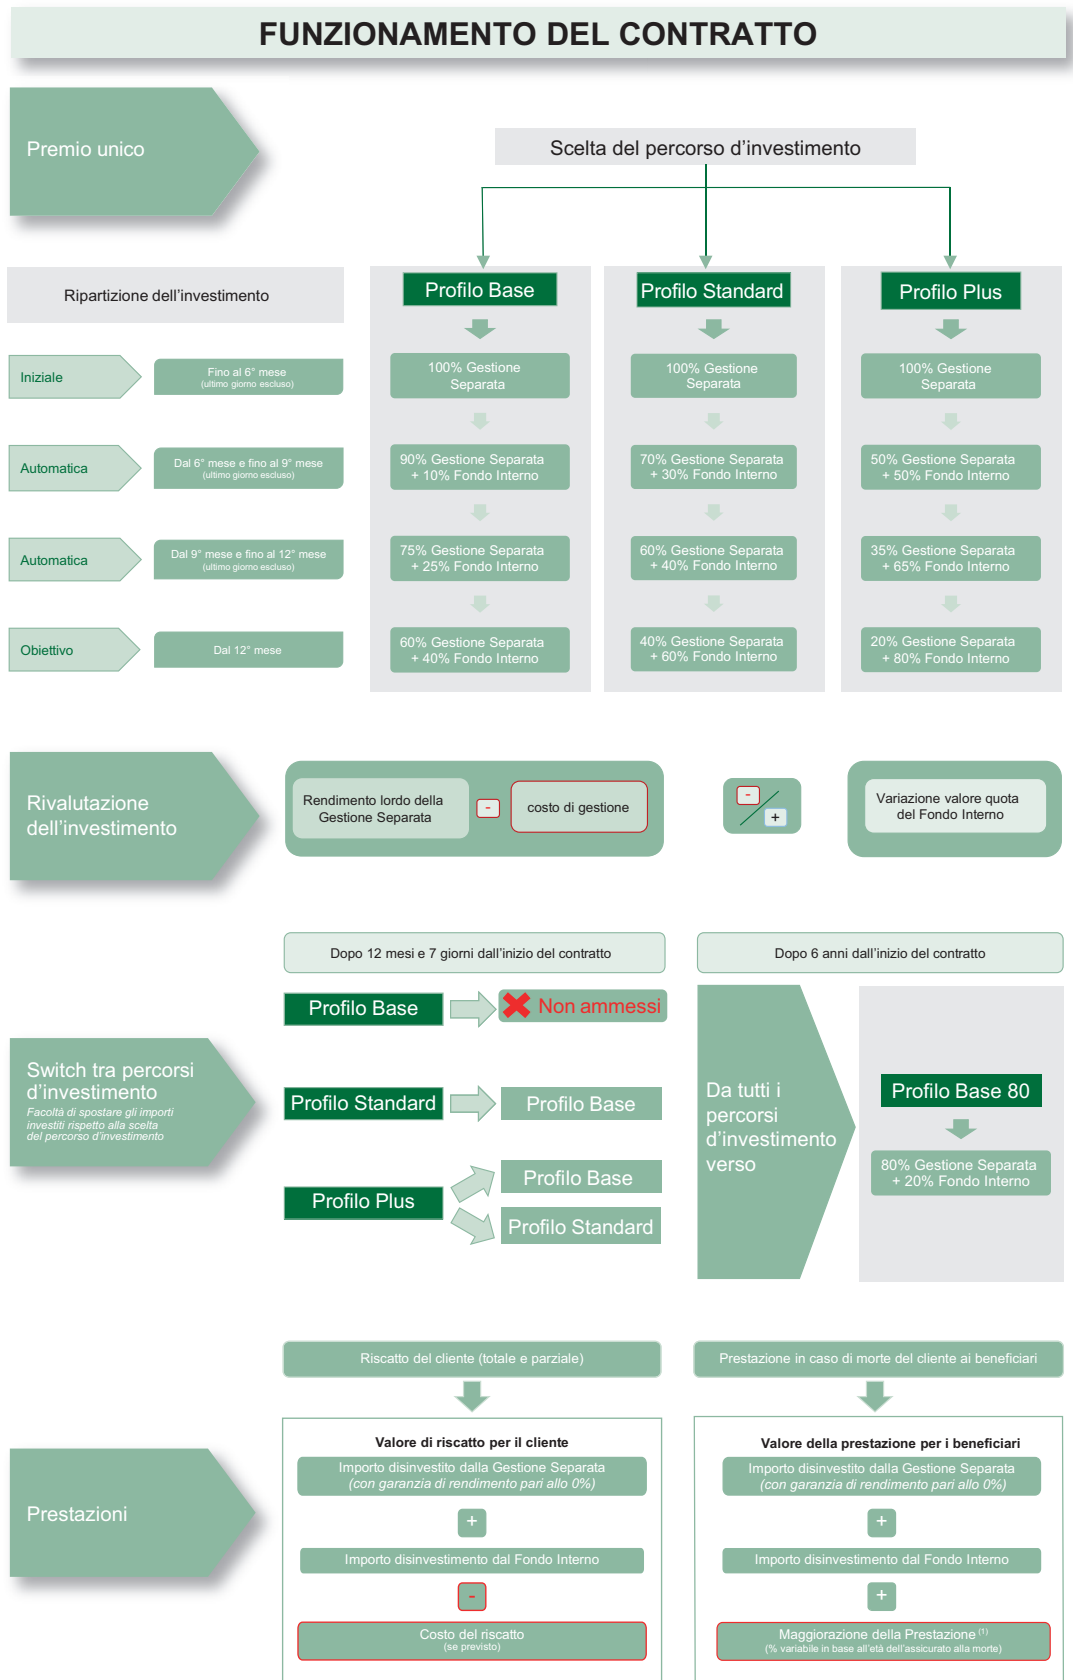 FUNZIONAMENTO DEL CONTRATTO
Premio unico
Scelta del percorso d’investimento
Ripartizione dell’investimento
Profilo Base
Profilo Standard
Profilo Plus
Iniziale
Fino al 6° mese
(ultimo giorno escluso)
100% Gestione
Separata
100% Gestione
Separata
100% Gestione
Separata
Automatica
Dal 6° mese e fino al 9° mese
(ultimo giorno escluso)
90% Gestione Separata
+ 10% Fondo Interno
70% Gestione Separata
+ 30% Fondo Interno
50% Gestione Separata
+ 50% Fondo Interno
Automatica
Dal 9° mese e fino al 12° mese
(ultimo giorno escluso)
75% Gestione Separata
+ 25% Fondo Interno
60% Gestione Separata
+ 40% Fondo Interno
35% Gestione Separata
+ 65% Fondo Interno
Obiettivo
Dal 12° mese
60% Gestione Separata
+ 40% Fondo Interno
40% Gestione Separata
+ 60% Fondo Interno
20% Gestione Separata
+ 80% Fondo Interno
Rivalutazione
dell’investimento
Rendimento lordo della
Gestione Separata
-
costo di gestione
-
+
Variazione valore quota
del Fondo Interno
Switch tra percorsi
d’investimento
Facoltà di spostare gli importi
investiti rispetto alla scelta
del percorso d’investimento
Dopo 12 mesi e 7 giorni dall’inizio del contratto
Profilo Base
Non ammessi
Profilo Standard
Profilo Base
Profilo Plus
Profilo Base
Profilo Standard
Dopo 6 anni dall’inizio del contratto
Da tutti i
percorsi
d’investimento
verso
Profilo Base 80
80% Gestione Separata
+ 20% Fondo Interno
Prestazioni
Riscatto del cliente (totale e parziale)
Valore di riscatto per il cliente
Importo disinvestito dalla Gestione Separata
(con garanzia di rendimento pari allo 0%)
+
Importo disinvestimento dal Fondo Interno
-
Costo del riscatto
(se previsto)
Prestazione in caso di morte del cliente ai beneficiari
Valore della prestazione per i beneficiari
Importo disinvestito dalla Gestione Separata
(con garanzia di rendimento pari allo 0%)
+
Importo disinvestimento dal Fondo Interno
+
Maggiorazione della Prestazione (1)
(% variabile in base all’età dell’assicurato alla morte)